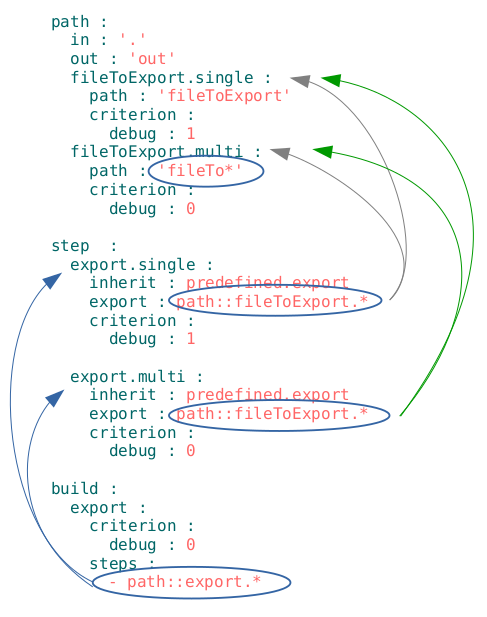 path :
in : '.'
out : 'out'
fileToExport.single :
path : 'fileToExport'
criterion :
debug : 1
fileToExport.multi :
path : 'fileTo*'
criterion :
debug : 0
step  :
export.single :
inherit : predefined.export
export : path::fileToExport.*
criterion :
debug : 1
export.multi :
inherit : predefined.export
export : path::fileToExport.*
criterion :
debug : 0
build :
export :
criterion :
debug : 0
steps :
- path::export.*